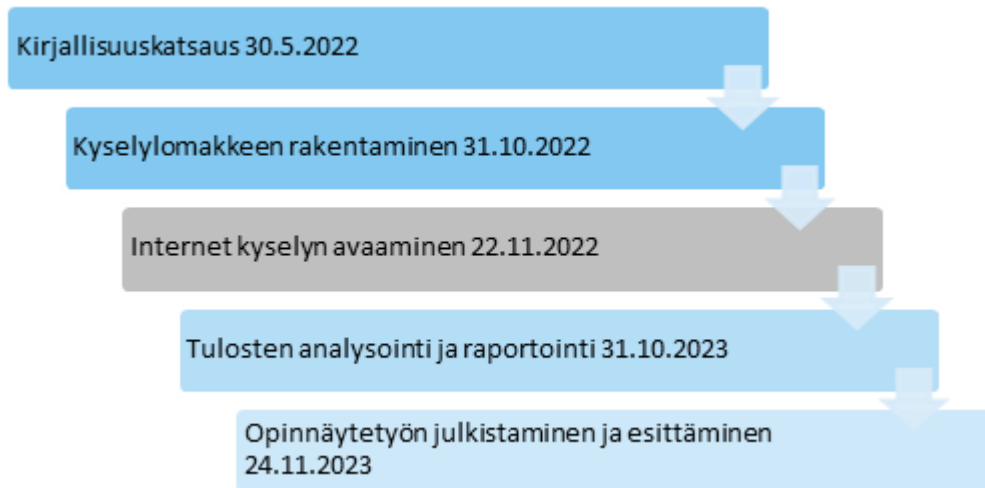 Kirjallisuuskatsaus 30.5.2022
Kyselylomakkeen rakentaminen 31.10.2022
Internet kyselyn avaaminen 22.11.2022
Tulosten analysointi ja raportointi 31.10.2023
Opinnäytetyön julkistaminen ja esittäminen
24.11.2023